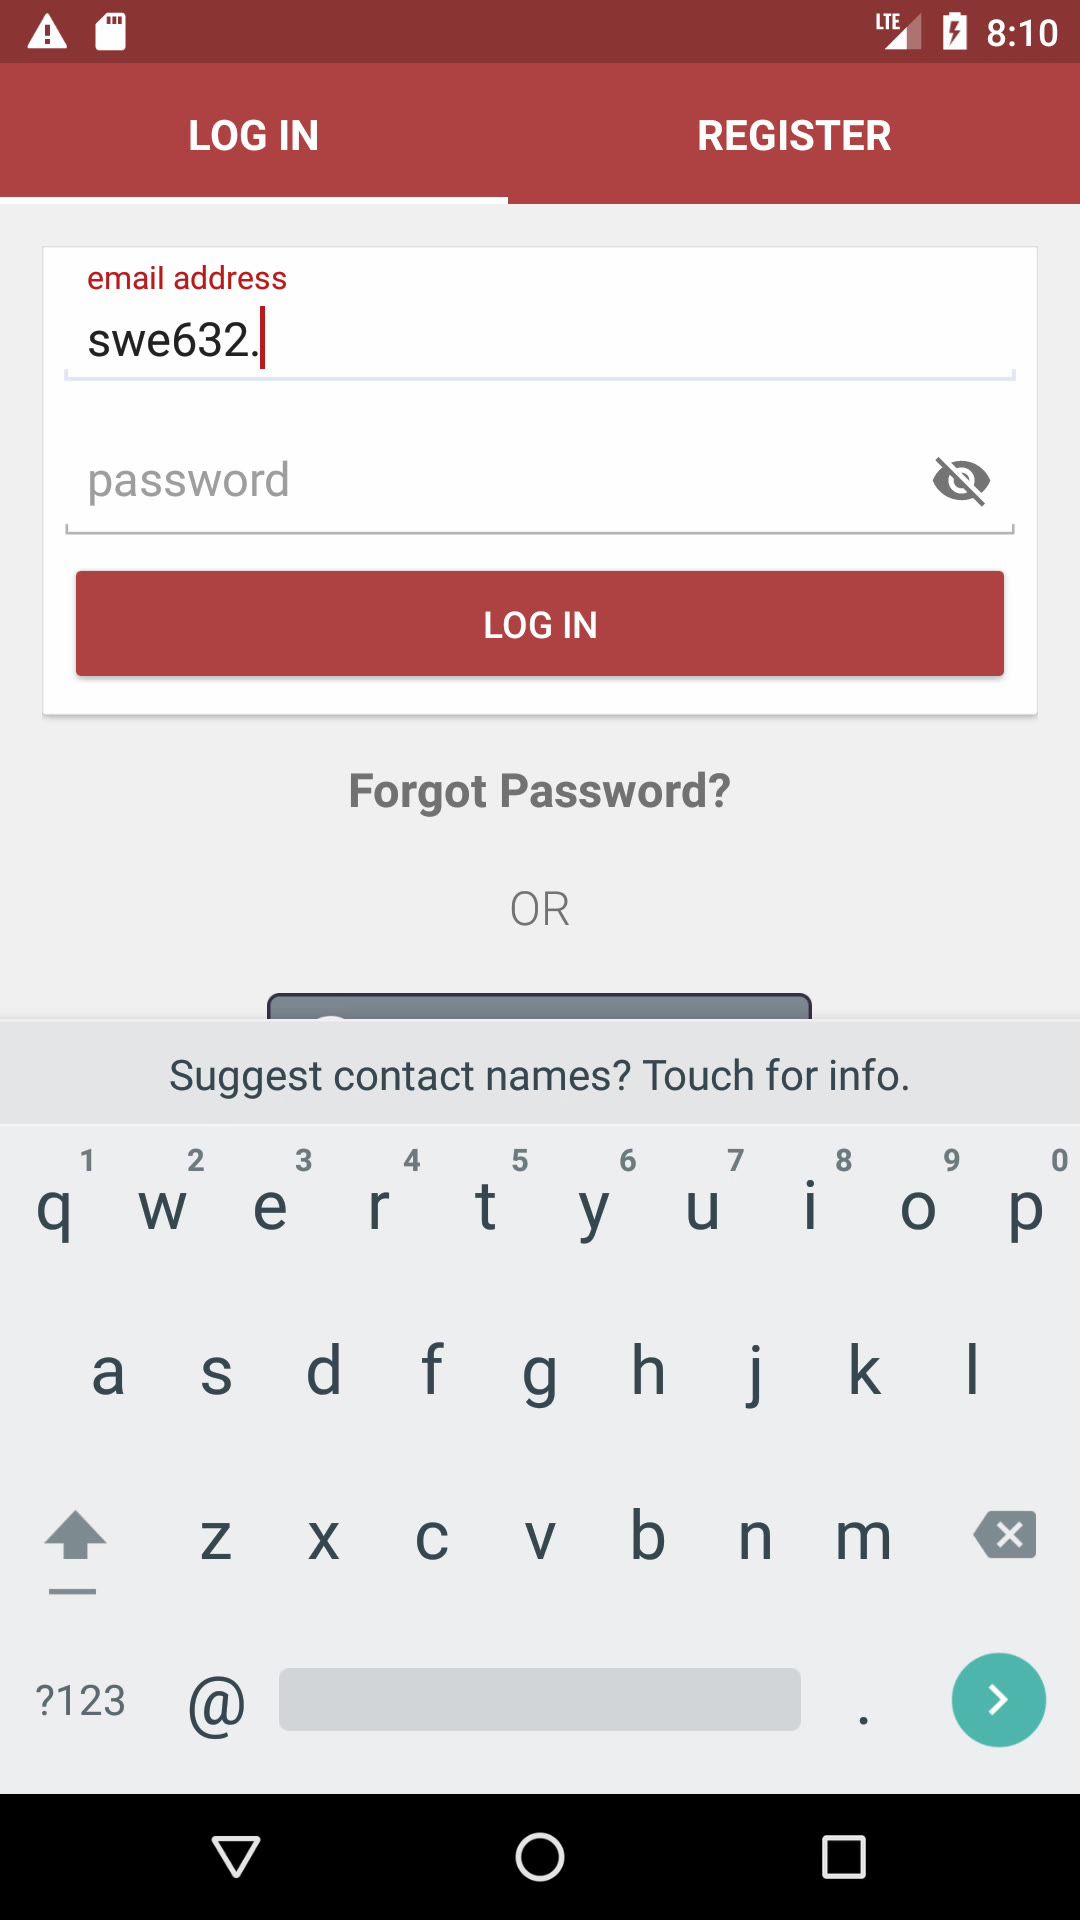 LTE 8:10
LOG IN REGISTER
email address
swe632.
password
LOG IN
Forgot Password?
OR
Suggest contact names? Touch for info.
1 2 3 4 5 6 7 8 9 0
q w e r t y u i o p
a s d f g h j k l
z x c v b n m
?123 @ .